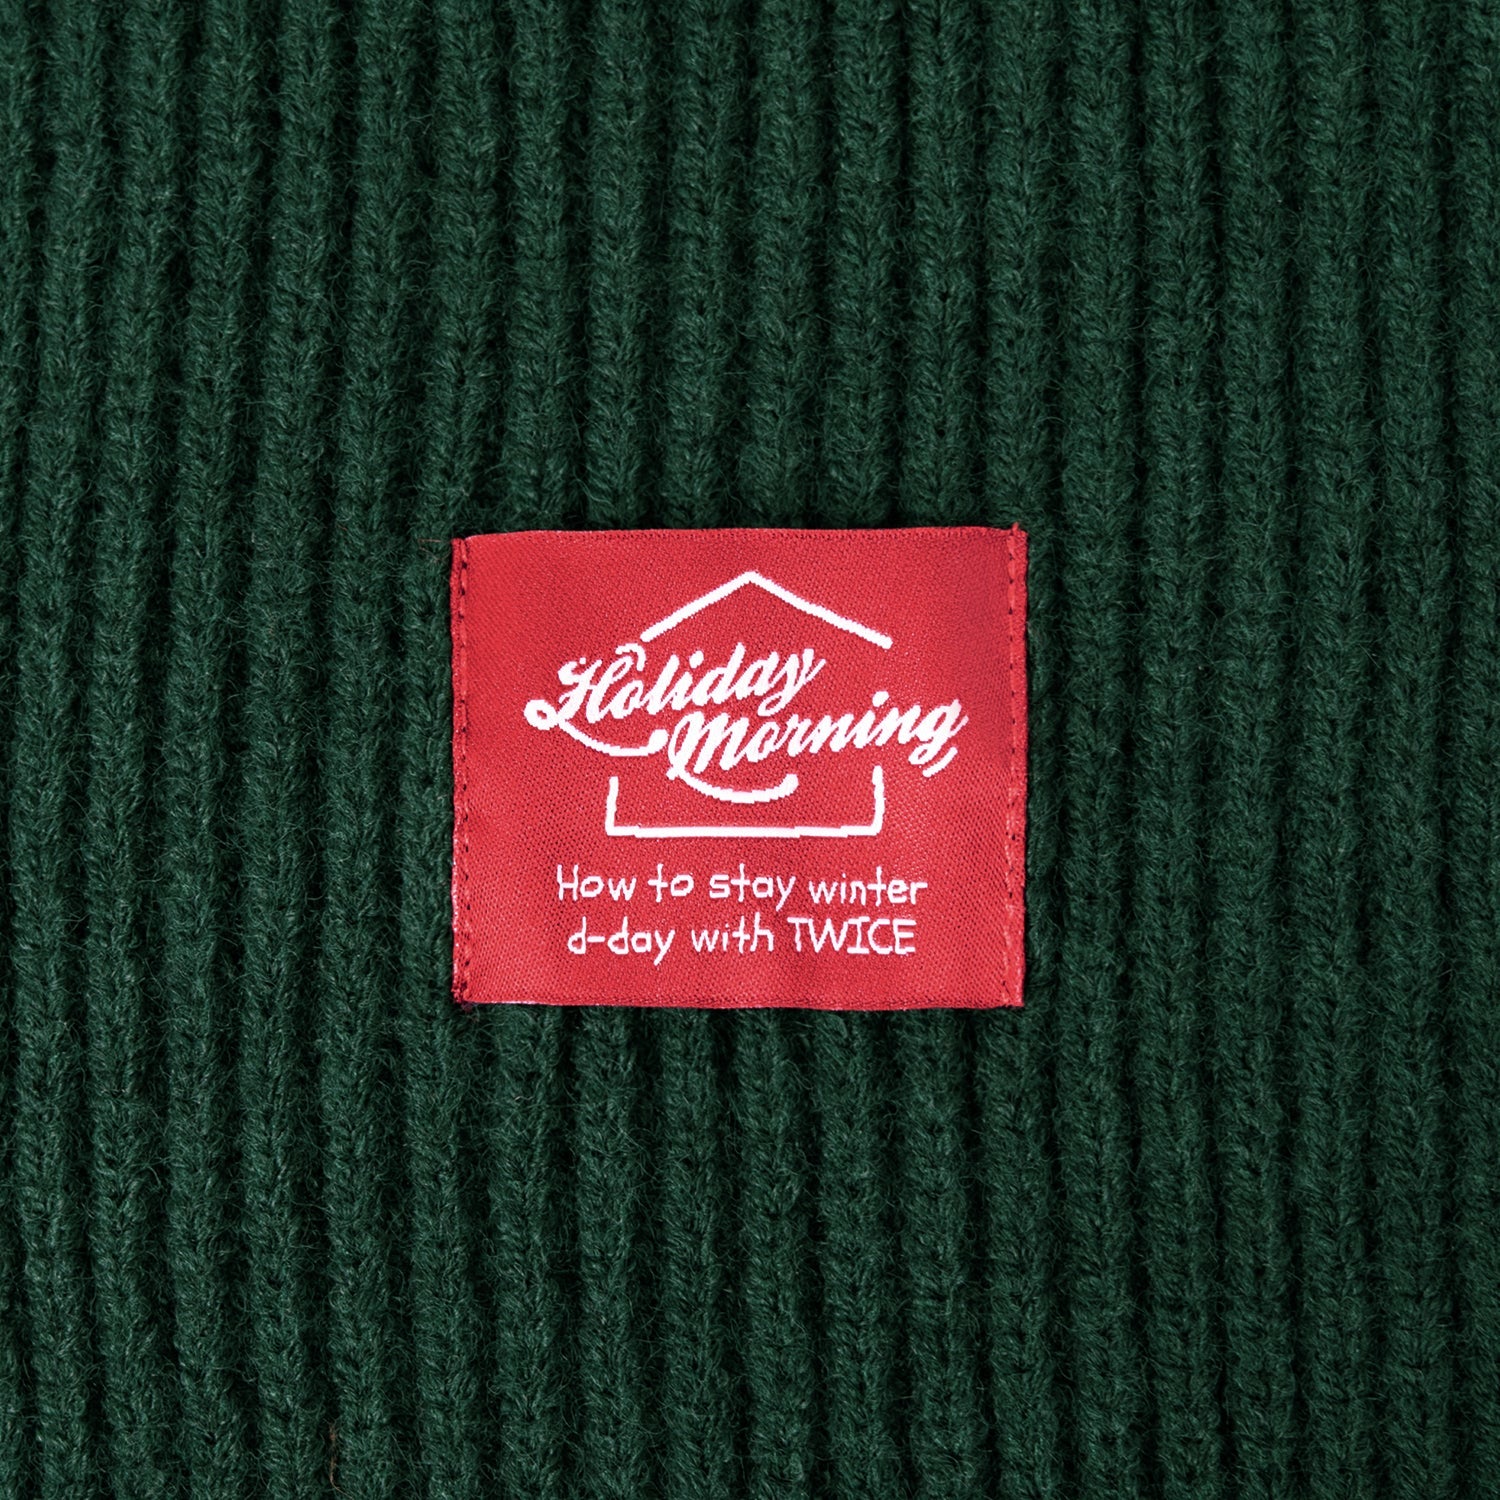 Holiday
Morning
How to stay winter
d-day with TWICE